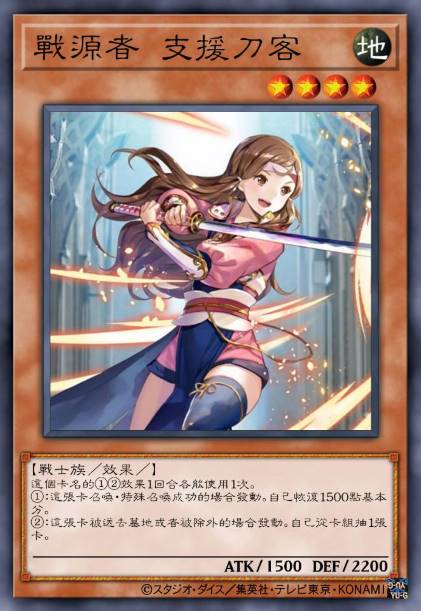 戰源者 支援刀客
地
【戰士族／效果／】
這個卡名的①②效果1回合各能使用1次。
①：這張卡召喚·特殊召喚成功的場合發動。自己恢復1500點基本
分。
②：這張卡被送去墓地或者被除外的場合發動。自己從卡組抽1張
卡。
ATK / 1500 DEF / 2200
©スタジオ・ダイス／集英社・テレビ東京・KONAMI